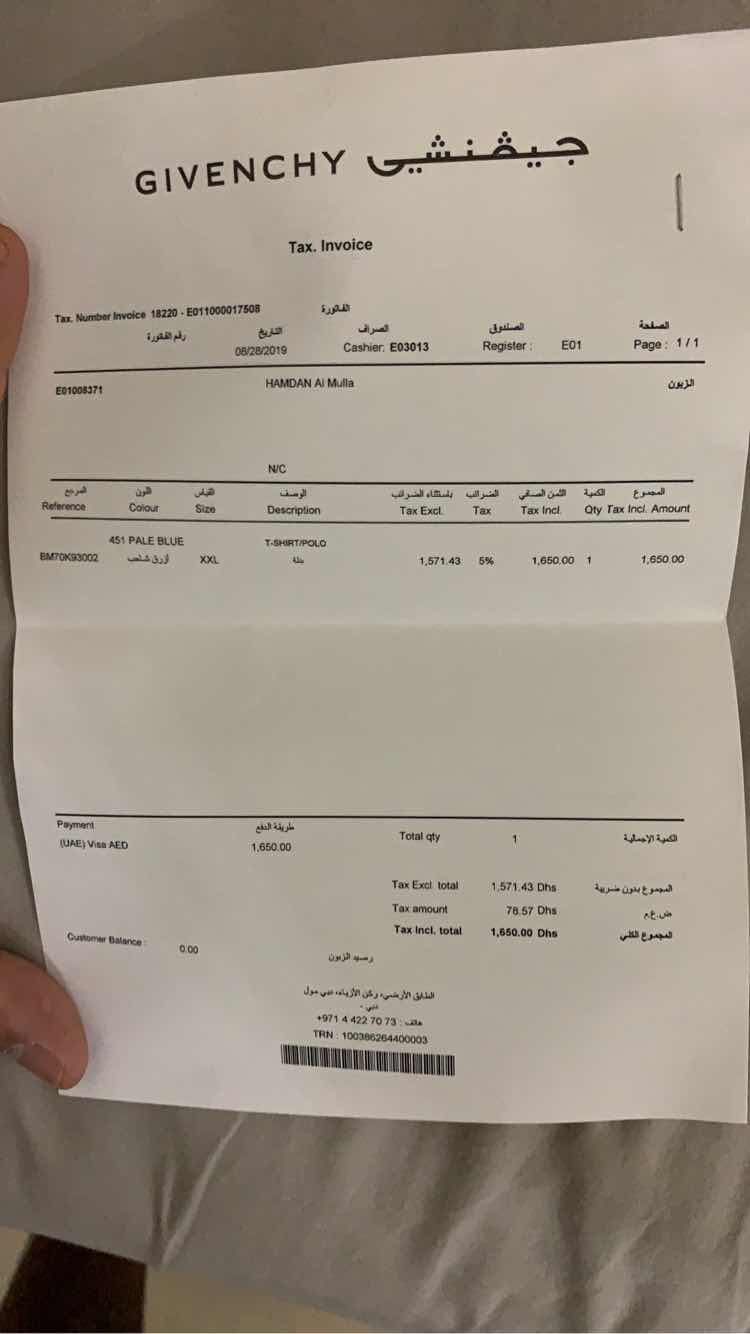 GIVENCHY جيڤنشي
Tax. Invoice
Tax. Number Invoice 18220 - E011000017508 الفاتورة
رقم الفاتورة التاريخ الصراف الصندوق الصفحة
08/28/2019 Cashier: E03013 Register : E01 Page : 1 / 1
E01008371 HAMDAN Al Mulla الزبون
N/C
المرجع اللون القياس الوصف باستثناء الضرائب الضرائب الثمن الصافي الكمية المجموع
Reference Colour Size Description Tax Excl. Tax Tax Incl. Qty Tax Incl. Amount
451 PALE BLUE T-SHIRT/POLO
BM70K93002 أزرق شاحب XXL 1,571.43 5% 1,650.00 1 1,650.00
Payment طريقة الدفع Total qty 1 الكمية الإجمالية
(UAE) Visa AED 1,650.00
Tax Excl. total 1,571.43 Dhs المجموع بدون ضريبة
Tax amount 78.57 Dhs ض.ع.م
Tax Incl. total 1,650.00 Dhs المجموع الكلي
Customer Balance : 0.00 رصيد الزبون
الطابق الأرضي، ركن الأزياء، دبي مول
دبي -
هاتف : +971 4 422 70 73
TRN : 100386264400003